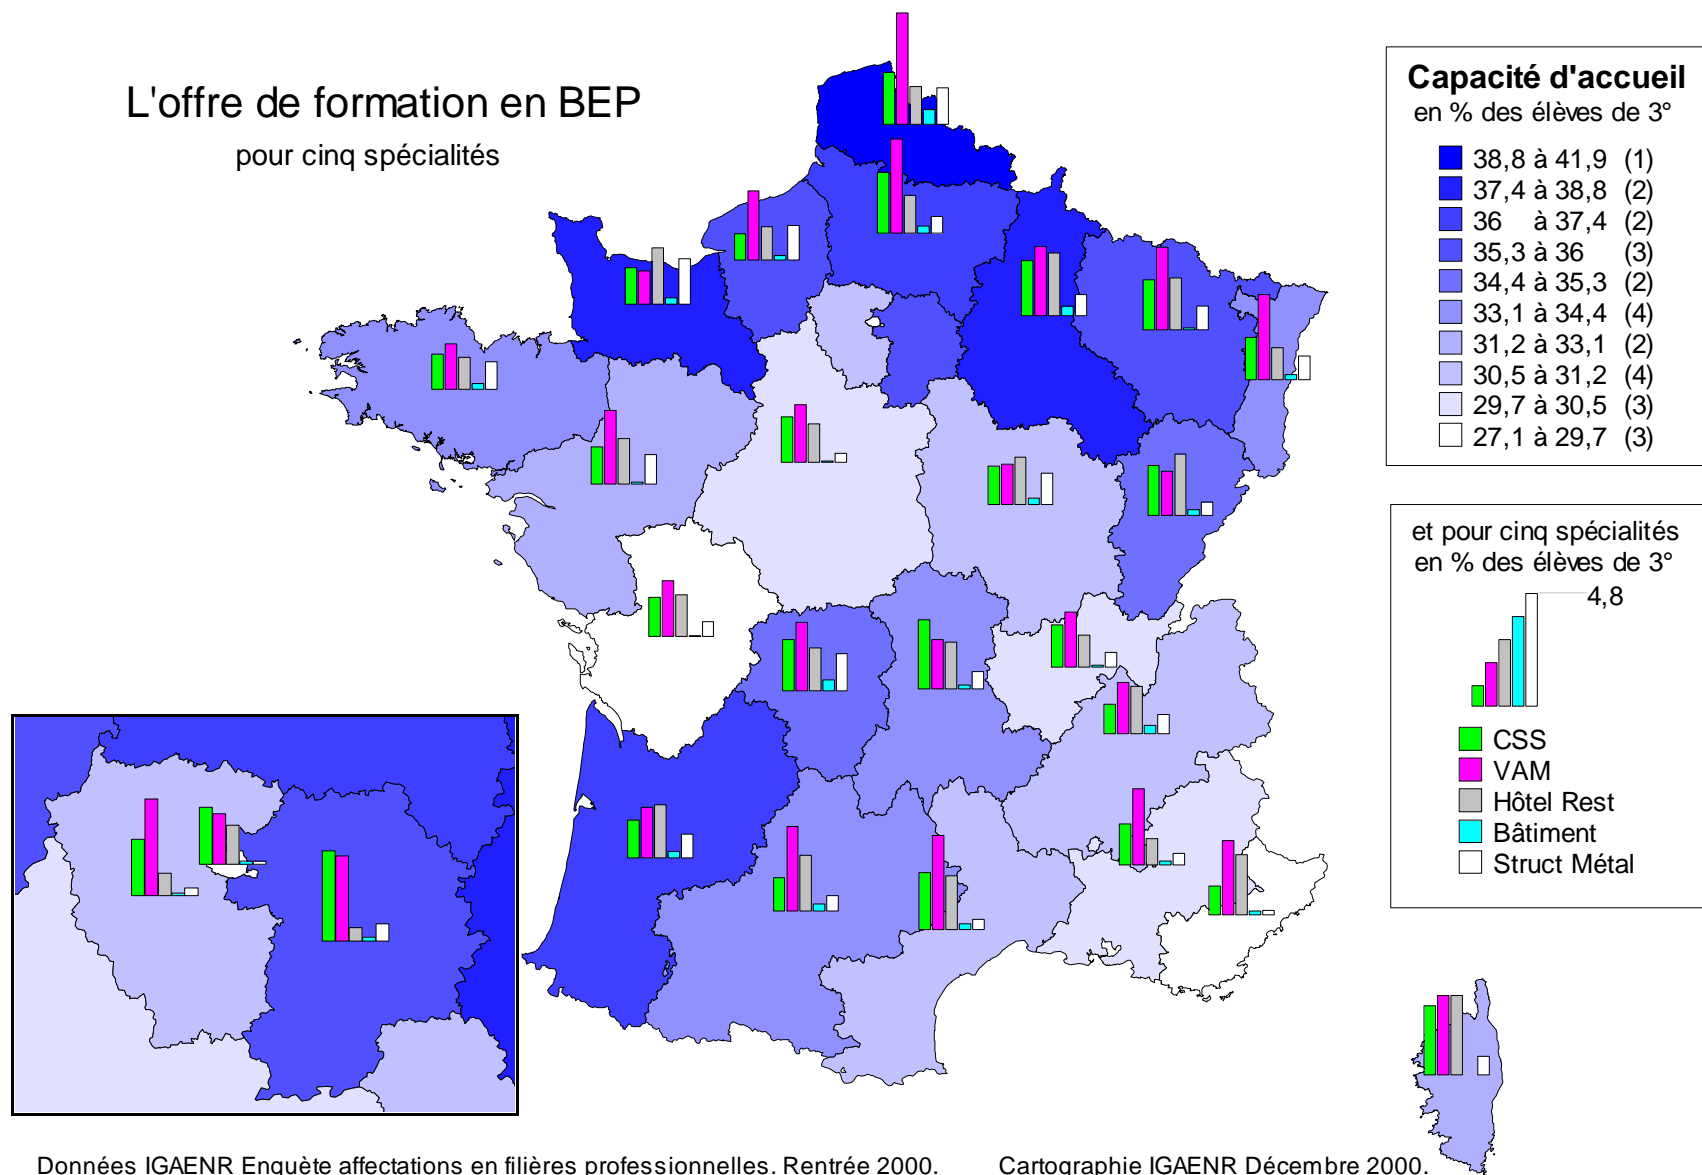 L'offre de formation en BEP
pour cinq spécialités
Capacité d'accueil
en % des élèves de 3°
38,8 à 41,9 (1)
37,4 à 38,8 (2)
36 à 37,4 (2)
35,3 à 36 (3)
34,4 à 35,3 (2)
33,1 à 34,4 (4)
31,2 à 33,1 (2)
30,5 à 31,2 (4)
29,7 à 30,5 (3)
27,1 à 29,7 (3)
et pour cinq spécialités
en % des élèves de 3°
4,8
CSS
VAM
Hôtel Rest
Bâtiment
Struct Métal
Données IGAENR Enquète affectations en filières professionnelles. Rentrée 2000. Cartographie IGAENR Décembre 2000.